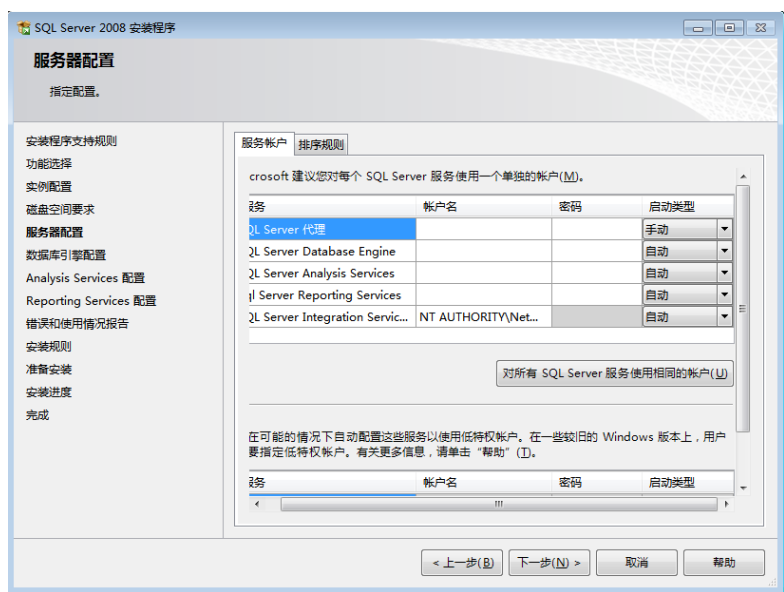 SQL Server 2008 安装程序
服务器配置
指定配置。
安装程序支持规则
功能选择
实例配置
磁盘空间要求
服务器配置
数据库引擎配置
Analysis Services 配置
Reporting Services 配置
错误和使用情况报告
安装规则
准备安装
安装进度
完成
服务帐户 排序规则
crosoft 建议您对每个 SQL Server 服务使用一个单独的帐户(M)。
服务 帐户名 密码 启动类型
QL Server 代理 手动
QL Server Database Engine 自动
QL Server Analysis Services 自动
ql Server Reporting Services 自动
QL Server Integration Servic... NT AUTHORITY\Net... 自动
对所有 SQL Server 服务使用相同的帐户(U)
在可能的情况下自动配置这些服务以使用低特权帐户。在一些较旧的 Windows 版本上，用户
要指定低特权帐户。有关更多信息，请单击“帮助”(T)。
服务 帐户名 密码 启动类型
< 上一步(B) 下一步(N) > 取消 帮助